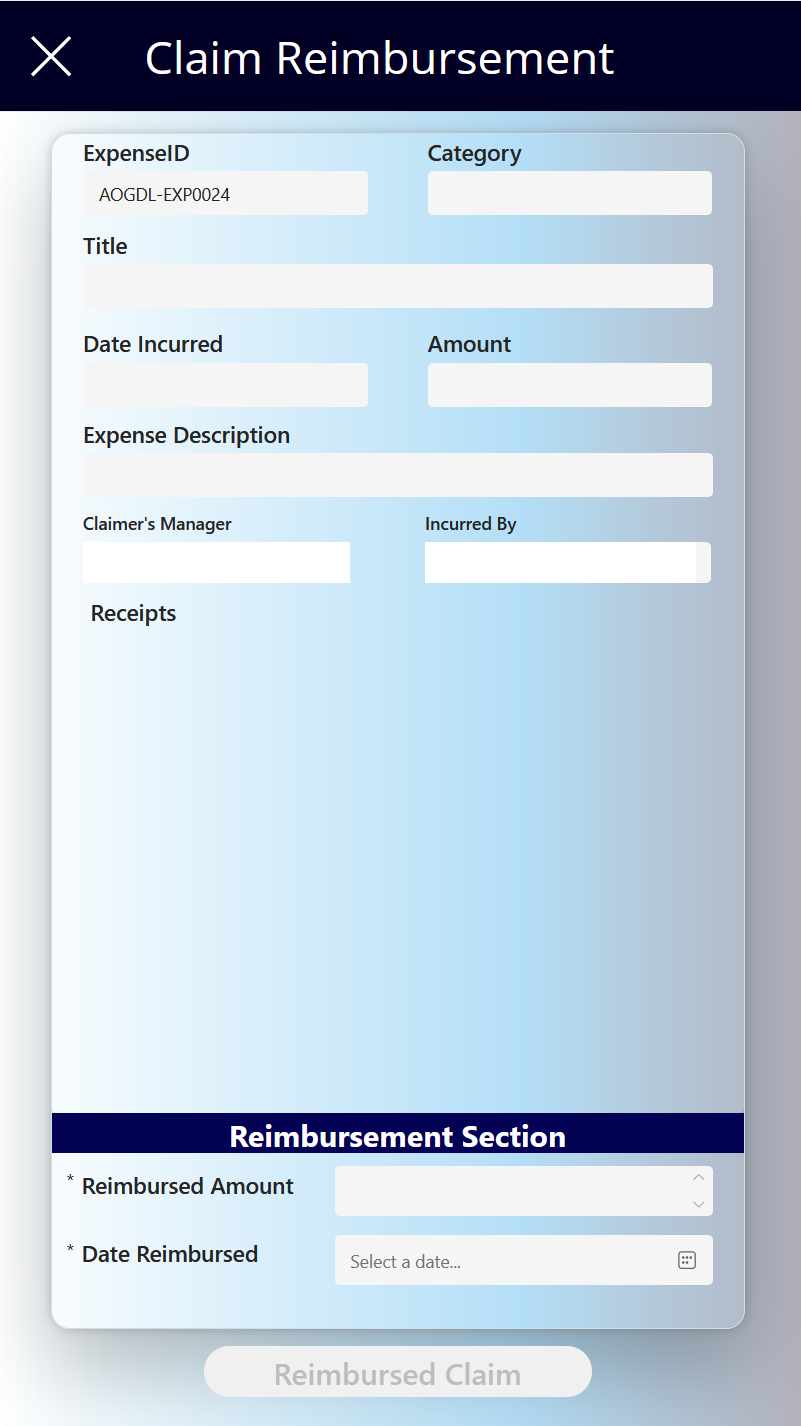 Claim Reimbursement
ExpenseID
Category
AOGDL-EXP0024
Title
Date Incurred
Amount
Expense Description
Claimer's Manager
Incurred By
Receipts
Reimbursement Section
* Reimbursed Amount
* Date Reimbursed
Select a date...
Reimbursed Claim